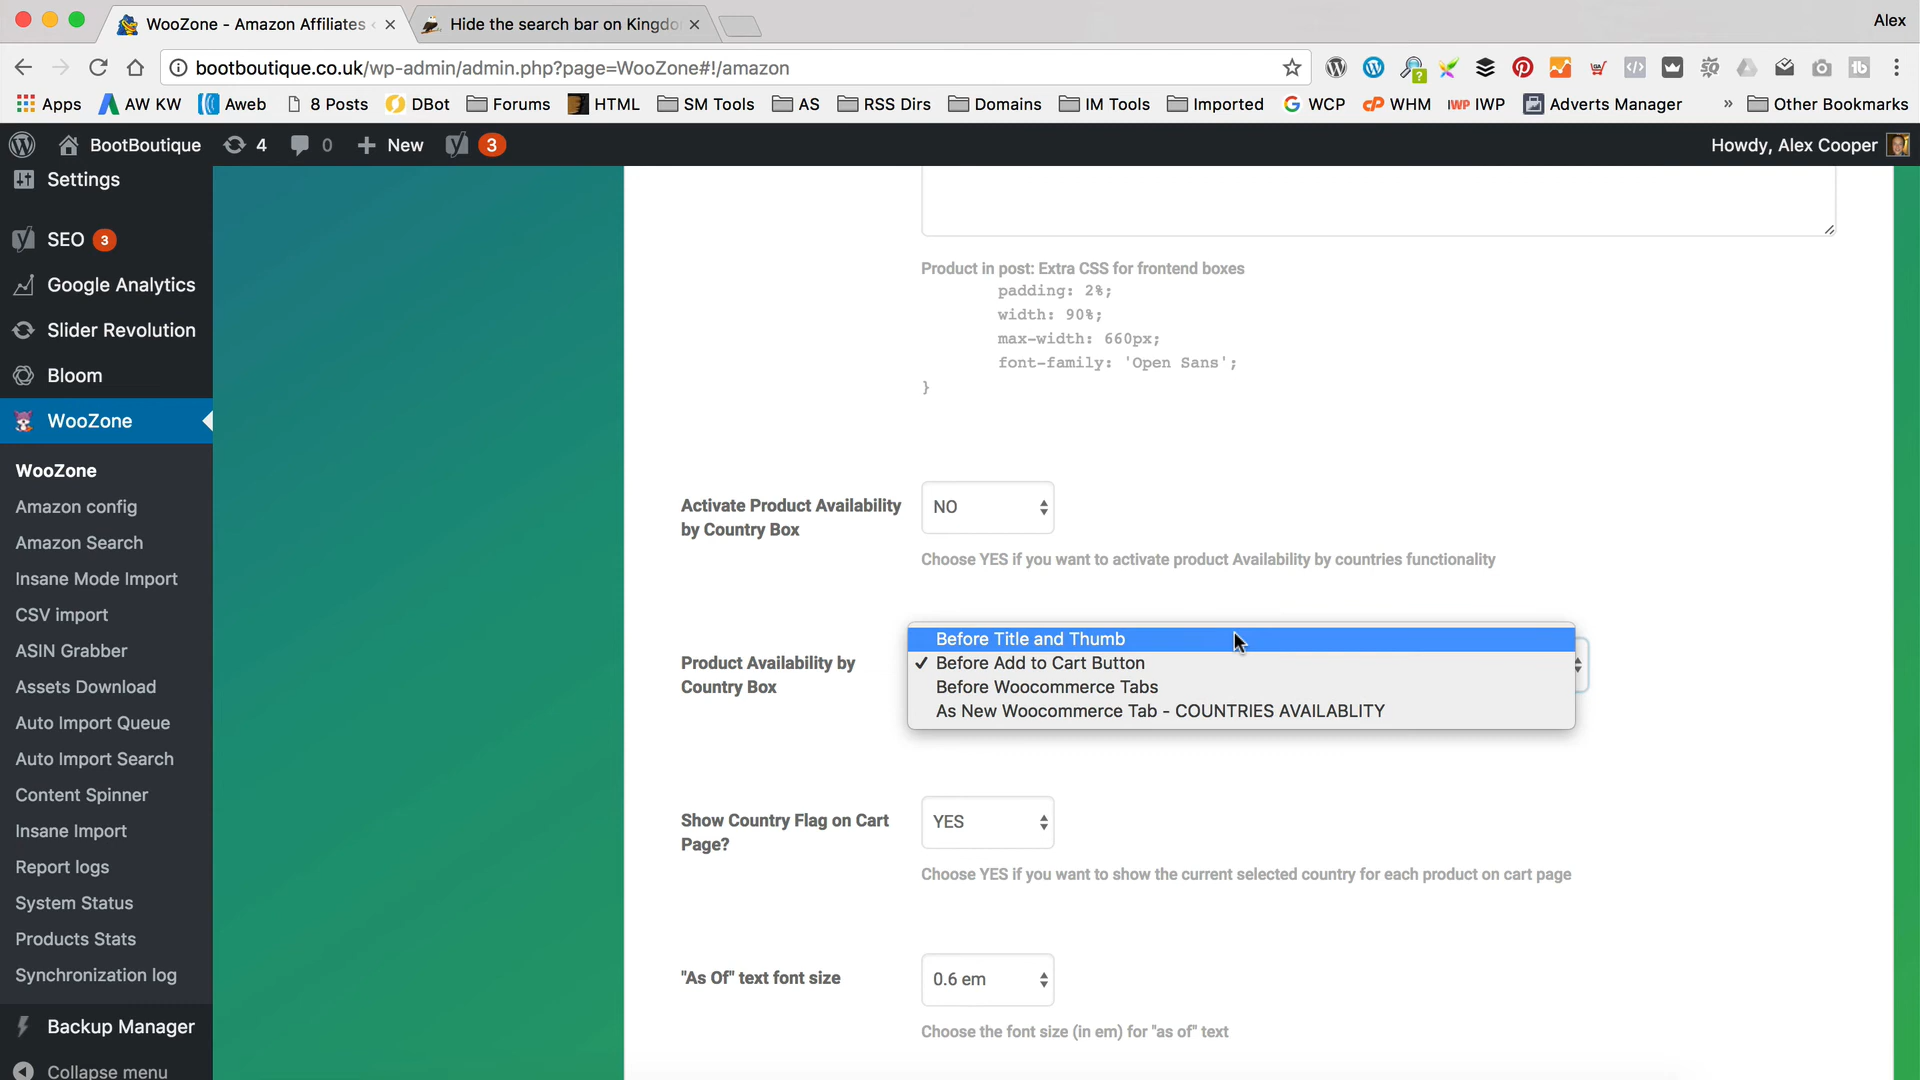 WooZone - Amazon Affiliates
Hide the search bar on Kingdo
Alex
bootboutique.co.uk/wp-admin/admin.php?page=WooZone#!/amazon
Apps
AW KW
Aweb
8 Posts
DBot
Forums
HTML
SM Tools
AS
RSS Dirs
Domains
IM Tools
Imported
WCP
WHM
IWP IWP
Adverts Manager
»
Other Bookmarks
BootBoutique
4
0
+ New
3
Howdy, Alex Cooper
Settings
SEO 3
Google Analytics
Slider Revolution
Bloom
WooZone
WooZone
Amazon config
Amazon Search
Insane Mode Import
CSV import
ASIN Grabber
Assets Download
Auto Import Queue
Auto Import Search
Content Spinner
Insane Import
Report logs
System Status
Products Stats
Synchronization log
Backup Manager
Collapse menu
Product in post: Extra CSS for frontend boxes
padding: 2%;
width: 90%;
max-width: 660px;
font-family: 'Open Sans';
}
Activate Product Availability
by Country Box
NO
Choose YES if you want to activate product Availability by countries functionality
Product Availability by
Country Box
Before Title and Thumb
✓ Before Add to Cart Button
Before Woocommerce Tabs
As New Woocommerce Tab - COUNTRIES AVAILABLITY
Show Country Flag on Cart
Page?
YES
Choose YES if you want to show the current selected country for each product on cart page
"As Of" text font size
0.6 em
Choose the font size (in em) for "as of" text